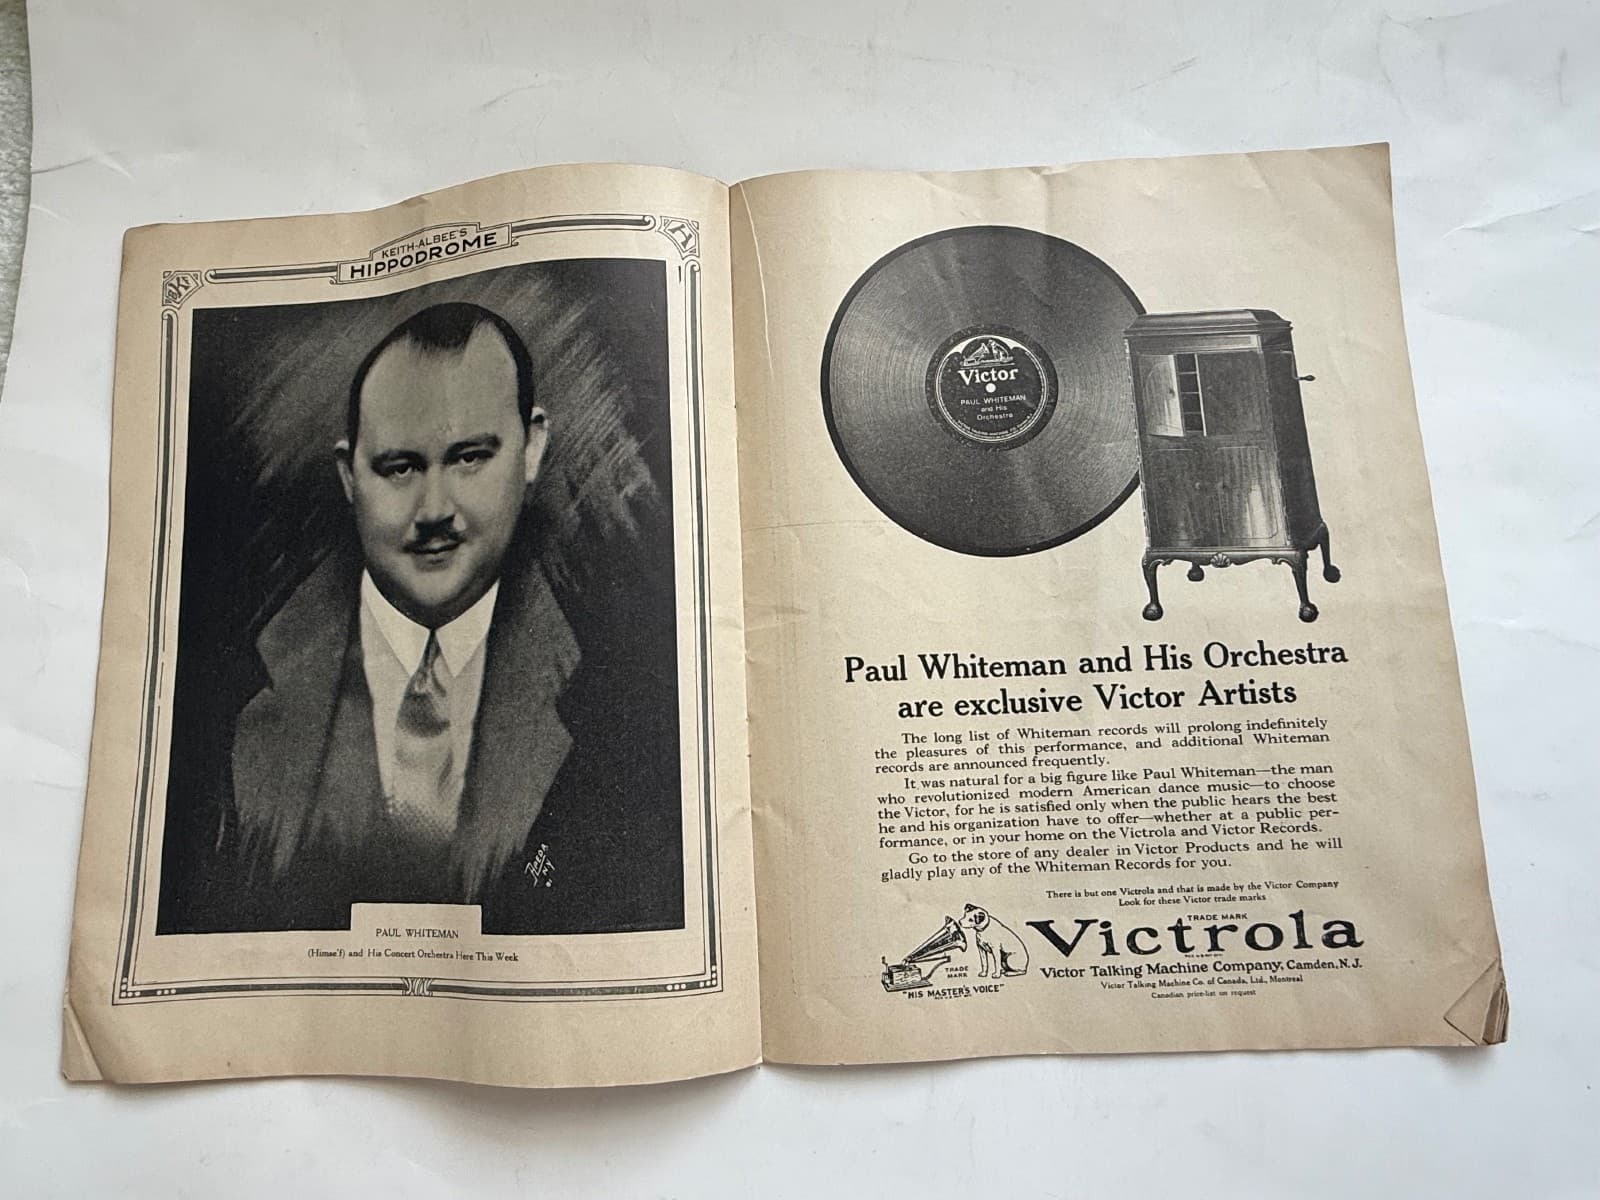 KEITH-ALBEE'S
HIPPODROME
H
K
APEDA
N.Y.
PAUL WHITEMAN
(Himse'f) and His Concert Orchestra Here This Week
Victor
PAUL WHITEMAN
and His
Orchestra
Paul Whiteman and His Orchestra
are exclusive Victor Artists
The long list of Whiteman records will prolong indefinitely
the pleasures of this performance, and additional Whiteman
records are announced frequently.
It was natural for a big figure like Paul Whiteman—the man
who revolutionized modern American dance music—to choose
the Victor, for he is satisfied only when the public hears the best
he and his organization have to offer—whether at a public per-
formance, or in your home on the Victrola and Victor Records.
Go to the store of any dealer in Victor Products and he will
gladly play any of the Whiteman Records for you.
There is but one Victrola and that is made by the Victor Company
Look for these Victor trade marks
TRADE MARK
Victrola
TRADE
MARK
"HIS MASTER'S VOICE"
Victor Talking Machine Company, Camden, N.J.
Victor Talking Machine Co. of Canada, Ltd., Montreal
Canadian price-list on request